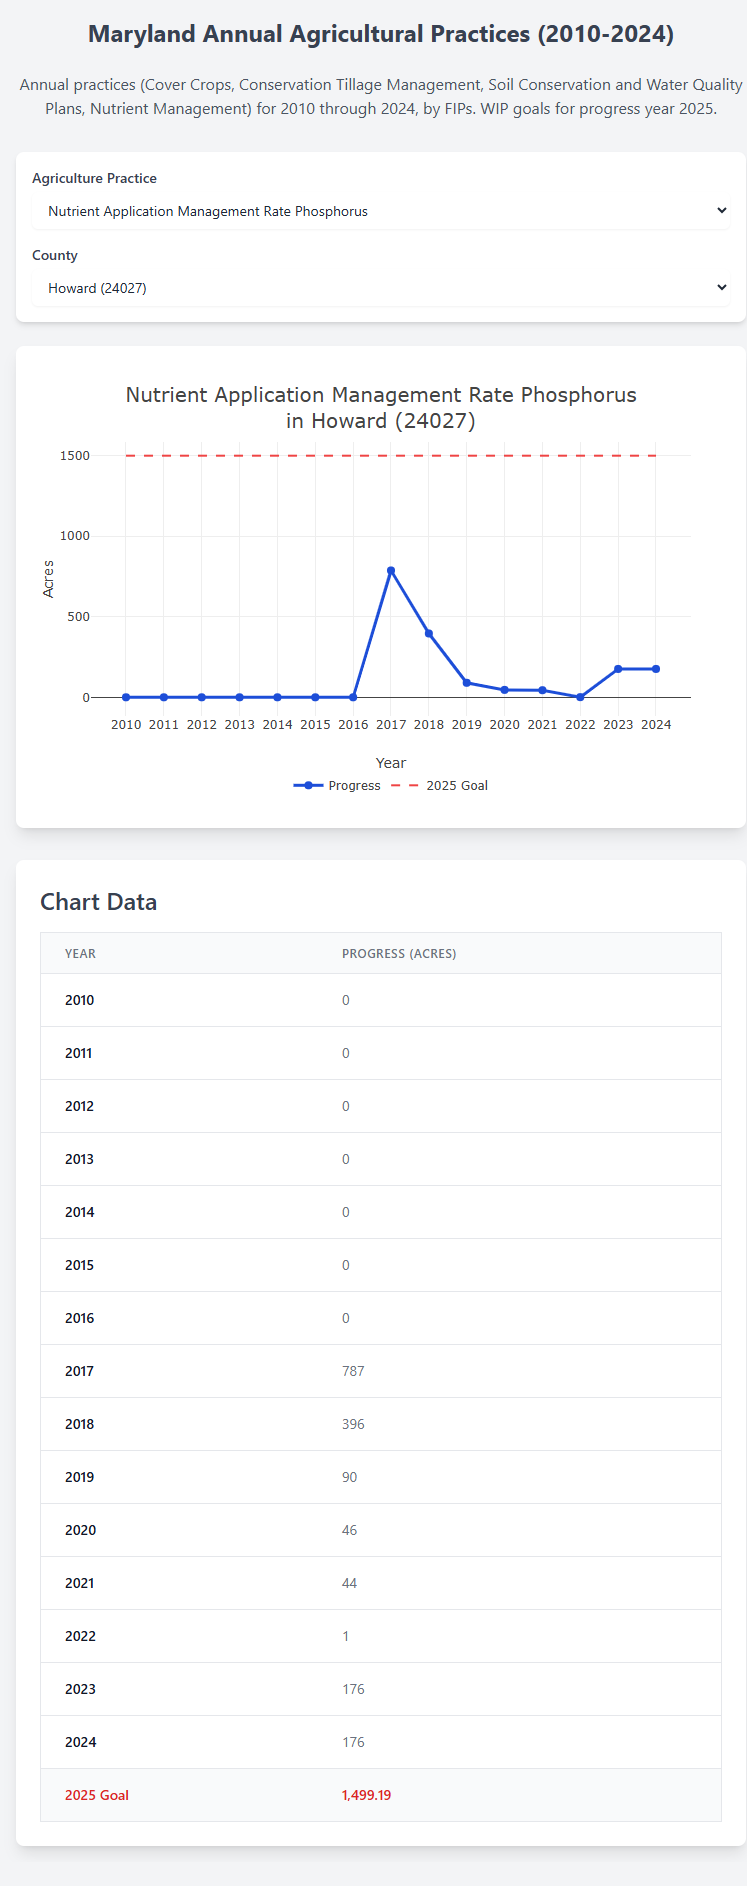 Maryland Annual Agricultural Practices (2010-2024)
Annual practices (Cover Crops, Conservation Tillage Management, Soil Conservation and Water Quality
Plans, Nutrient Management) for 2010 through 2024, by FIPs. WIP goals for progress year 2025.
Agriculture Practice
Nutrient Application Management Rate Phosphorus
County
Howard (24027)
Nutrient Application Management Rate Phosphorus
in Howard (24027)
1500
1000
500
0
Acres
2010 2011 2012 2013 2014 2015 2016 2017 2018 2019 2020 2021 2022 2023 2024
Year
Progress 2025 Goal
Chart Data
YEAR PROGRESS (ACRES)
2010 0
2011 0
2012 0
2013 0
2014 0
2015 0
2016 0
2017 787
2018 396
2019 90
2020 46
2021 44
2022 1
2023 176
2024 176
2025 Goal 1,499.19